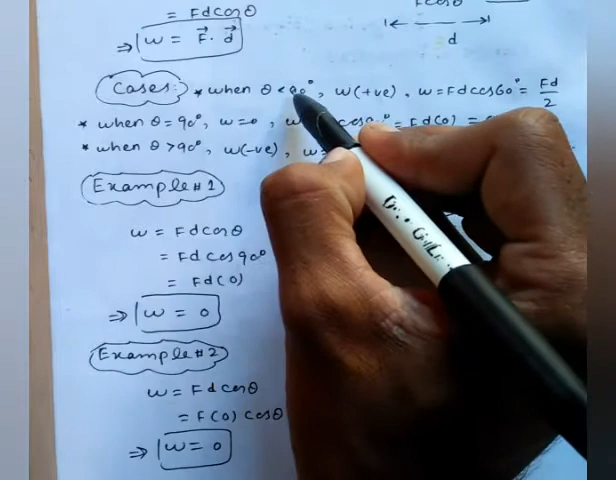 = Fdcosθ
Fcosθ
⇒ W = F⃗ . d⃗
d
Cases: * when θ < 90°, W(+ve), W = Fdcos60° = Fd/2
* when θ = 90°, W=0, W = Fd(0) =
* when θ > 90°, W(-ve), W=
Example # 1
W = Fdcosθ
= Fdcos90°
= Fd(0)
⇒ W = 0
Example # 2
W = Fdcosθ
= F(0) cosθ
⇒ W = 0